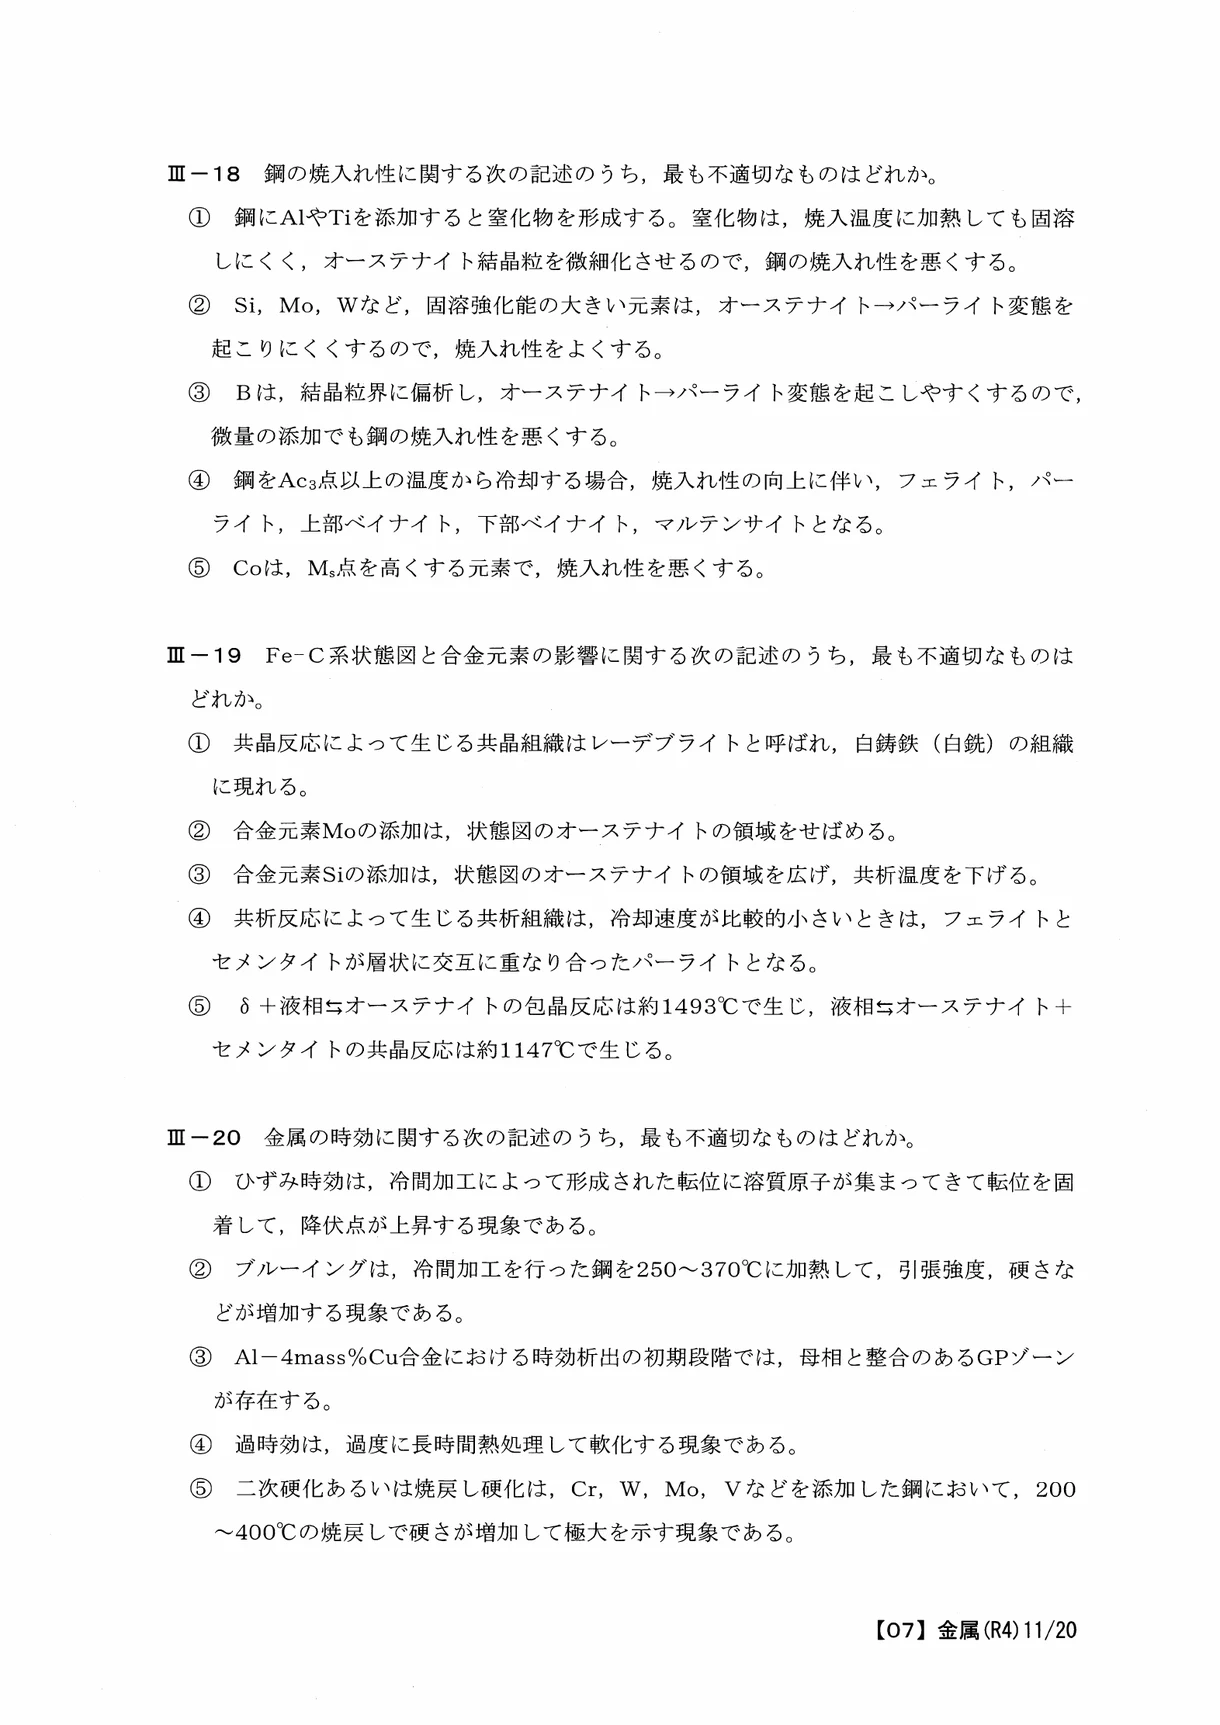 Ⅲ－18　鋼の焼入れ性に関する次の記述のうち，最も不適切なものはどれか。
①　鋼にAlやTiを添加すると窒化物を形成する。窒化物は，焼入温度に加熱しても固溶
しにくく，オーステナイト結晶粒を微細化させるので，鋼の焼入れ性を悪くする。
②　Si，Mo，Wなど，固溶強化能の大きい元素は，オーステナイト→パーライト変態を
起こりにくくするので，焼入れ性をよくする。
③　Bは，結晶粒界に偏析し，オーステナイト→パーライト変態を起こしやすくするので，
微量の添加でも鋼の焼入れ性を悪くする。
④　鋼をAc₃点以上の温度から冷却する場合，焼入れ性の向上に伴い，フェライト，パー
ライト，上部ベイナイト，下部ベイナイト，マルテンサイトとなる。
⑤　Coは，Mₛ点を高くする元素で，焼入れ性を悪くする。
Ⅲ－19　Fe−C系状態図と合金元素の影響に関する次の記述のうち，最も不適切なものは
どれか。
①　共晶反応によって生じる共晶組織はレーデブライトと呼ばれ，白鋳鉄（白銑）の組織
に現れる。
②　合金元素Moの添加は，状態図のオーステナイトの領域をせばめる。
③　合金元素Siの添加は，状態図のオーステナイトの領域を広げ，共析温度を下げる。
④　共析反応によって生じる共析組織は，冷却速度が比較的小さいときは，フェライトと
セメンタイトが層状に交互に重なり合ったパーライトとなる。
⑤　δ＋液相⇆オーステナイトの包晶反応は約1493℃で生じ，液相⇆オーステナイト＋
セメンタイトの共晶反応は約1147℃で生じる。
Ⅲ－20　金属の時効に関する次の記述のうち，最も不適切なものはどれか。
①　ひずみ時効は，冷間加工によって形成された転位に溶質原子が集まってきて転位を固
着して，降伏点が上昇する現象である。
②　ブルーイングは，冷間加工を行った鋼を250～370℃に加熱して，引張強度，硬さな
どが増加する現象である。
③　Al－4mass％Cu合金における時効析出の初期段階では，母相と整合のあるGPゾーン
が存在する。
④　過時効は，過度に長時間熱処理して軟化する現象である。
⑤　二次硬化あるいは焼戻し硬化は，Cr，W，Mo，Vなどを添加した鋼において，200
～400℃の焼戻しで硬さが増加して極大を示す現象である。
【07】金属(R4)11/20